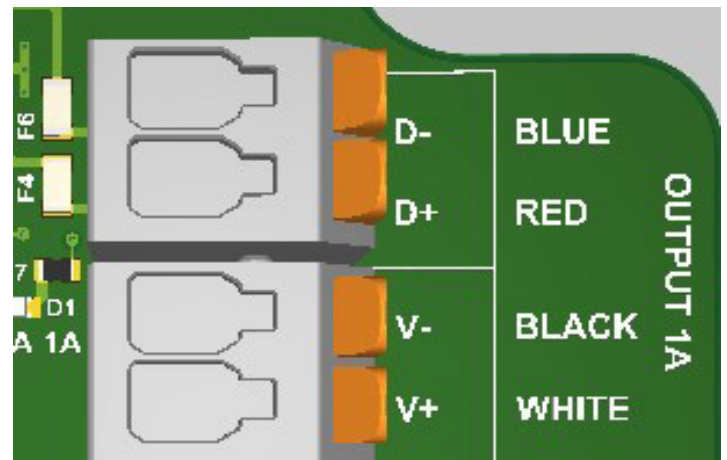 F6
F4
7
D1
A 1A
D- BLUE
D+ RED
V- BLACK
V+ WHITE
OUTPUT 1A